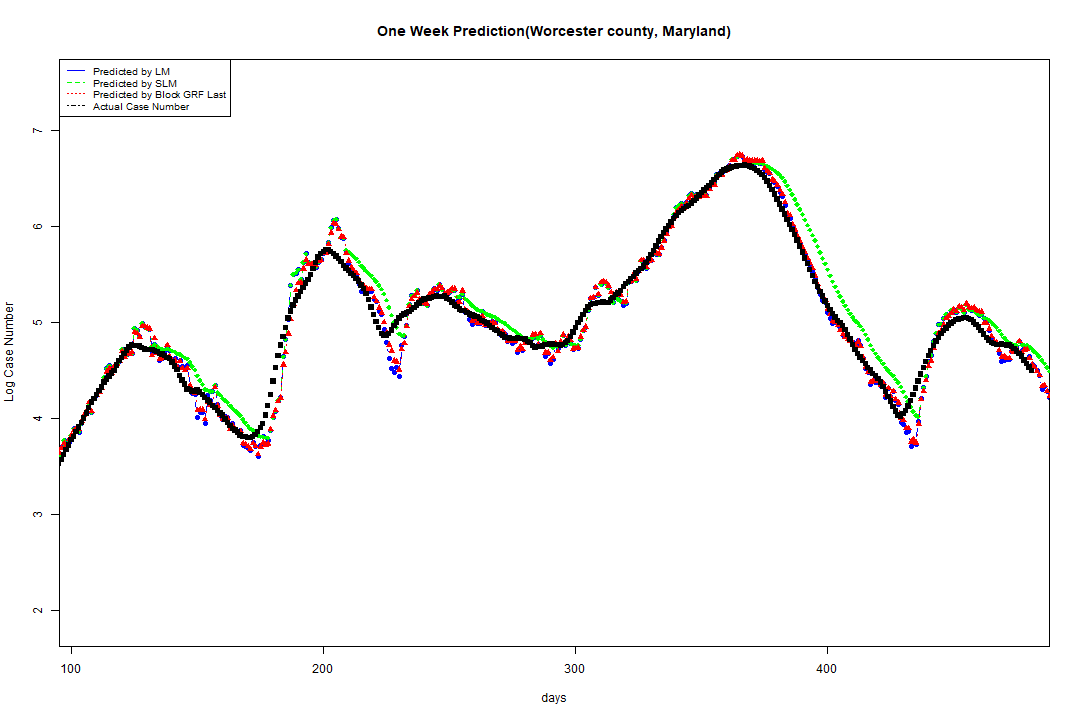 One Week Prediction(Worcester county, Maryland)
Predicted by LM
Predicted by SLM
Predicted by Block GRF Last
Actual Case Number
7
6
5
4
3
2
Log Case Number
100 200 300 400
days